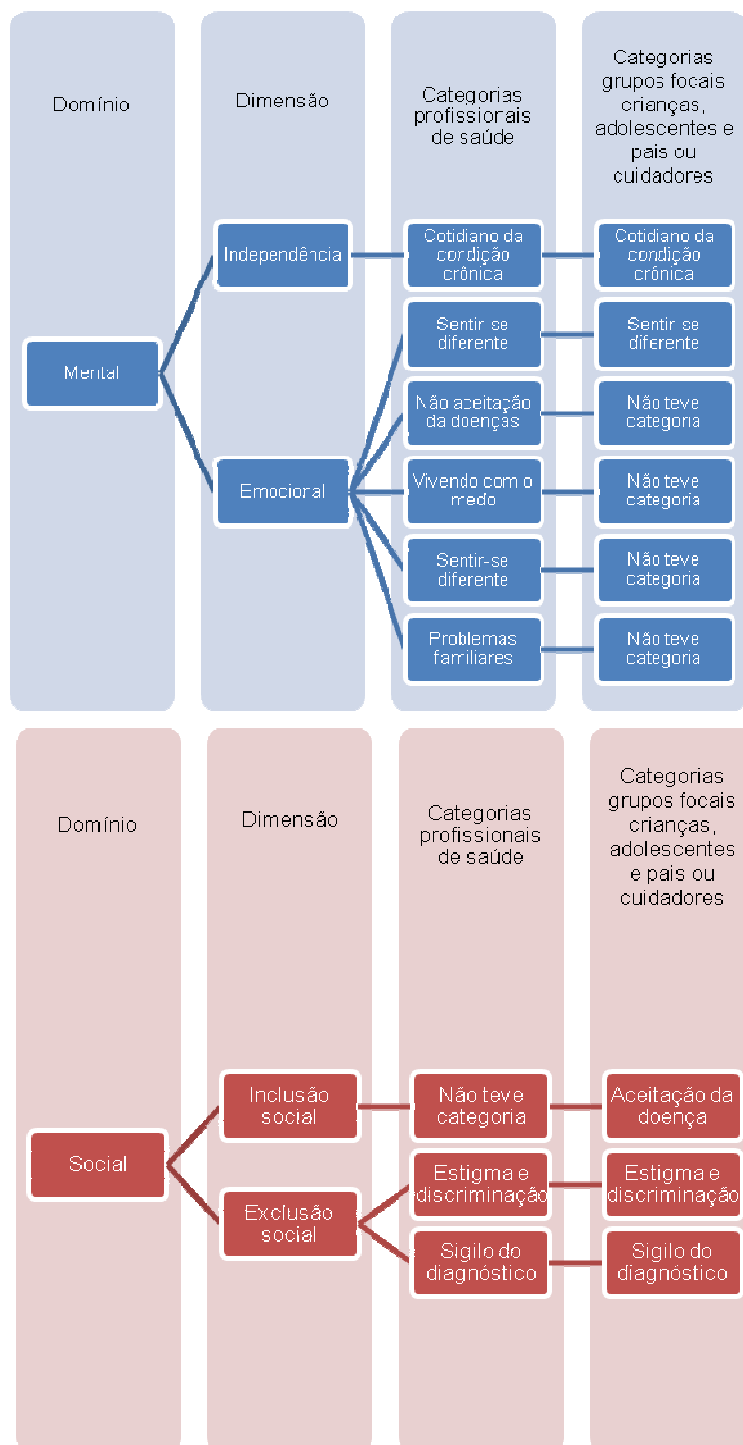 Domínio
Dimensão
Categorias
profissionais
de saúde
Categorias
grupos focais
crianças,
adolescentes e
pais ou
cuidadores
Mental
Independência
Cotidiano da
condição
crônica
Cotidiano da
condição
crônica
Emocional
Sentir se
diferente
Sentir se
diferente
Não aceitação
da doenças
Não teve
categoria
Vivendo com o
medo
Não teve
categoria
Sentir-se
diferente
Não teve
categoria
Problemas
familiares
Não teve
categoria
Domínio
Dimensão
Categorias
profissionais
de saúde
Categorias
grupos focais
crianças,
adolescentes
e pais ou
cuidadores
Social
Inclusão
social
Não teve
categoria
Aceitação da
doença
Exclusão
social
Estigma e
discriminação
Estigma e
discriminação
Sigilo do
diagnóstico
Sigilo do
diagnóstico